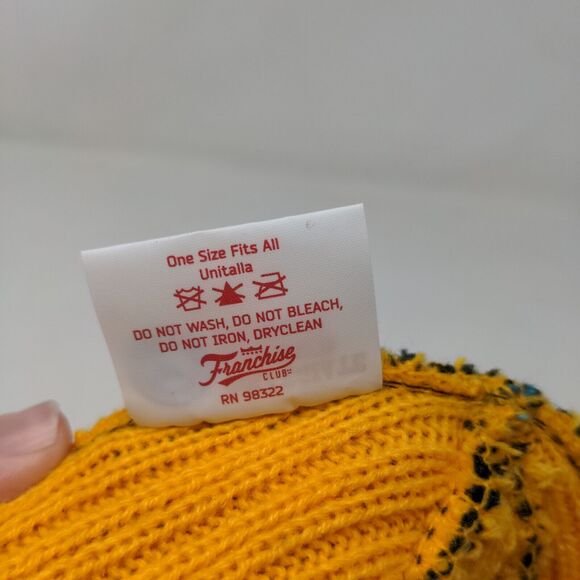 One Size Fits All
Unitalla
DO NOT WASH, DO NOT BLEACH,
DO NOT IRON, DRYCLEAN
Franchise
CLUB
RN 98322